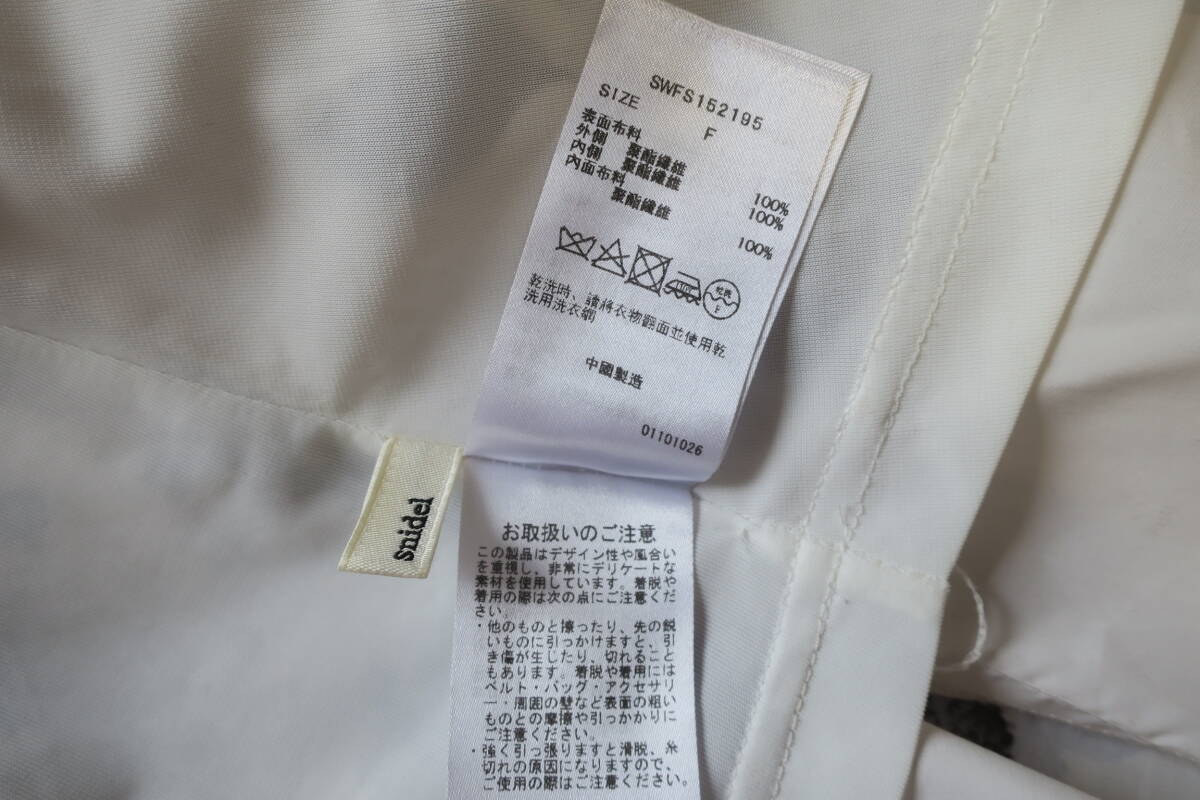 SWFS152195
SIZE F
表面布料
外側 聚酯纖維 100%
內側 聚酯纖維 100%
內面布料
聚酯纖維 100%
乾洗
F
乾洗時、請將衣物翻面並使用乾
洗用洗衣網
中國製造
01101026
snidel
お取扱いのご注意
この製品はデザイン性や風合い
を重視し、非常にデリケートな
素材を使用しています。着脱や
着用の際は次の点にご注意くだ
さい。
・他のものと擦ったり、先の鋭
いものに引っかけますと、引
き傷が生じたり、切れること
もあります。着脱や着用には
ベルト・バッグ・アクセサリ
ー・周囲の壁など表面の粗い
ものとの摩擦や引っかかりに
ご注意ください。
・強く引っ張りますと滑脱、糸
切れの原因になりますので、
ご使用の際はご注意ください。